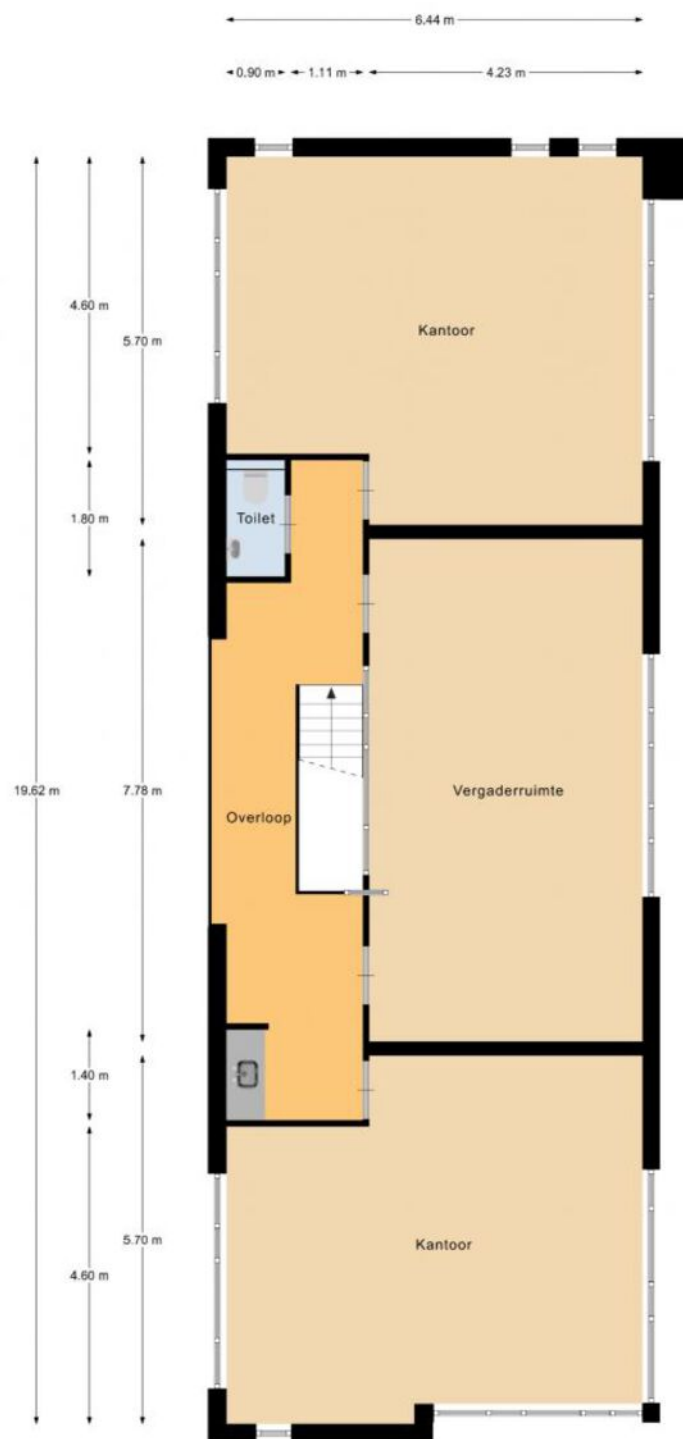 6.44 m
0.90 m
1.11 m
4.23 m
4.60 m
5.70 m
Kantoor
1.80 m
Toilet
19.62 m
7.78 m
Vergaderruimte
Overloop
1.40 m
5.70 m
Kantoor
4.60 m